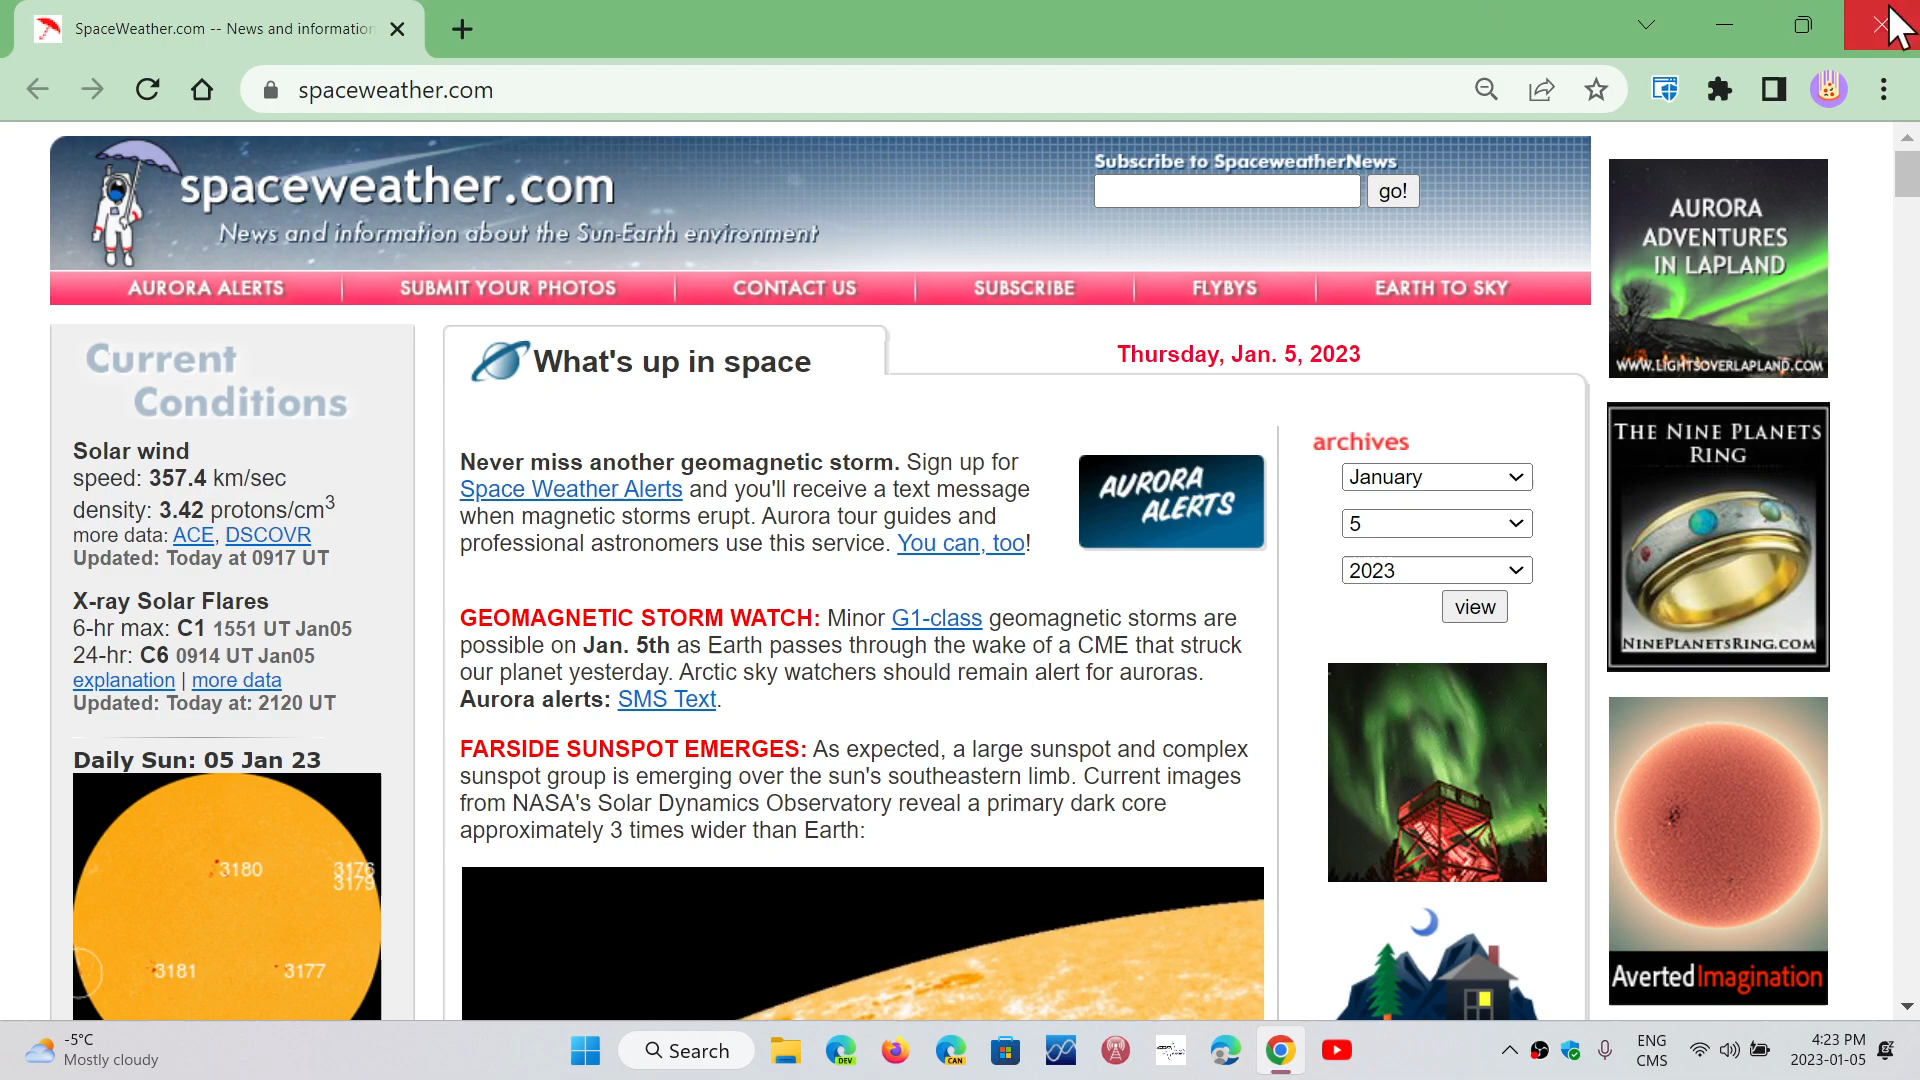 SpaceWeather.com -- News and information
spaceweather.com
spaceweather.com
News and information about the Sun-Earth environment
Subscribe to SpaceweatherNews
go!
AURORA ALERTS
SUBMIT YOUR PHOTOS
CONTACT US
SUBSCRIBE
FLYBYS
EARTH TO SKY
Current
Conditions
Solar wind
speed: 357.4 km/sec
density: 3.42 protons/cm3
more data: ACE, DSCOVR
Updated: Today at 0917 UT
X-ray Solar Flares
6-hr max: C1 1551 UT Jan05
24-hr: C6 0914 UT Jan05
explanation | more data
Updated: Today at: 2120 UT
Daily Sun: 05 Jan 23
3180
3176
3179
3181
3177
What's up in space
Thursday, Jan. 5, 2023
Never miss another geomagnetic storm. Sign up for
Space Weather Alerts and you'll receive a text message
when magnetic storms erupt. Aurora tour guides and
professional astronomers use this service. You can, too!
AURORA
ALERTS
GEOMAGNETIC STORM WATCH: Minor G1-class geomagnetic storms are
possible on Jan. 5th as Earth passes through the wake of a CME that struck
our planet yesterday. Arctic sky watchers should remain alert for auroras.
Aurora alerts: SMS Text.
FARSIDE SUNSPOT EMERGES: As expected, a large sunspot and complex
sunspot group is emerging over the sun's southeastern limb. Current images
from NASA's Solar Dynamics Observatory reveal a primary dark core
approximately 3 times wider than Earth:
archives
January
5
2023
view
AURORA
ADVENTURES
IN LAPLAND
WWW.LIGHTSOVERLAPLAND.COM
THE NINE PLANETS
RING
NINEPLANETSRING.COM
AvertedImagination
-5°C
Mostly cloudy
Search
DEV
CAN
ENG
CMS
4:23 PM
2023-01-05